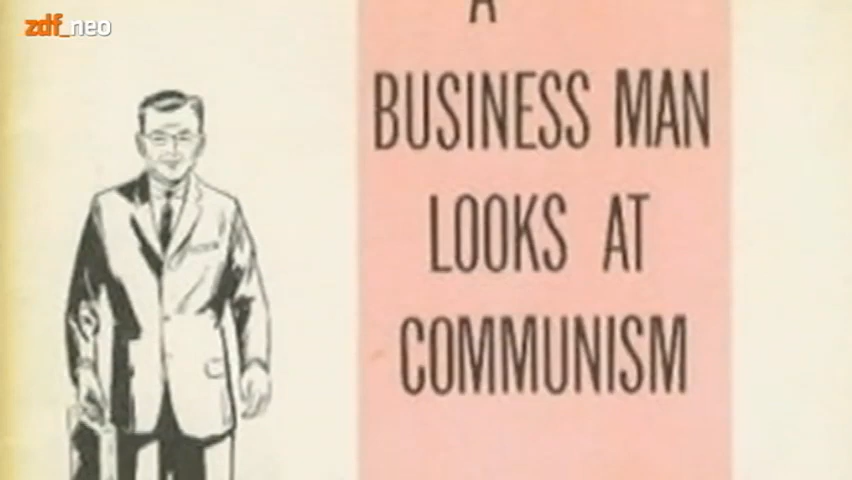 zdf_neo
A
BUSINESS MAN
LOOKS AT
COMMUNISM